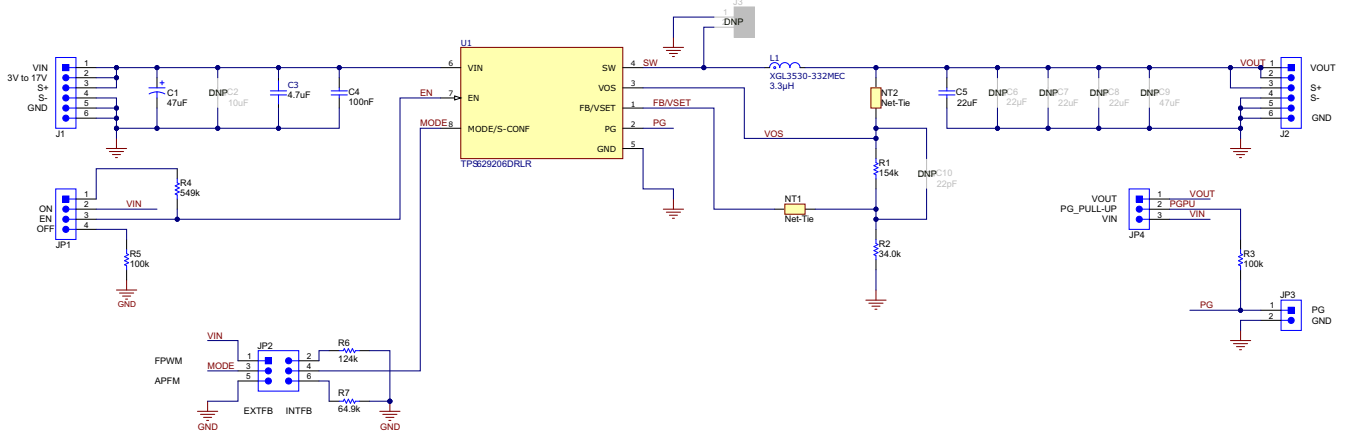 J3
1
DNP
U1
VIN
3V to 17V
S+
S-
GND
1
2
3
4
5
6
J1
C1
47uF
DNP
C2
10uF
C3
4.7uF
C4
100nF
6
VIN
EN
7
EN
MODE
8
MODE/S-CONF
SW
4
SW
VOS
3
FB/VSET
1
FB/VSET
PG
2
PG
GND
5
TPS629206DRLR
L1
XGL3530-332MEC
3.3µH
NT2
Net-Tie
C5
22uF
DNP
C6
22µF
DNP
C7
22uF
DNP
C8
22uF
DNP
C9
47uF
VOUT
1
2
3
4
5
6
VOUT
S+
S-
GND
J2
VOS
R1
154k
DNP
C10
22pF
NT1
Net-Tie
R2
34.0k
R4
549k
1
2
3
4
VIN
ON
EN
OFF
JP1
R5
100k
GND
VOUT
PG_PULL-UP
VIN
1
2
3
VOUT
PGPU
VIN
JP4
R3
100k
PG
JP3
1
2
PG
GND
VIN
JP2
FPWM
MODE
APFM
1
3
5
2
4
6
R6
124k
R7
64.9k
GND
EXTFB
INTFB
GND